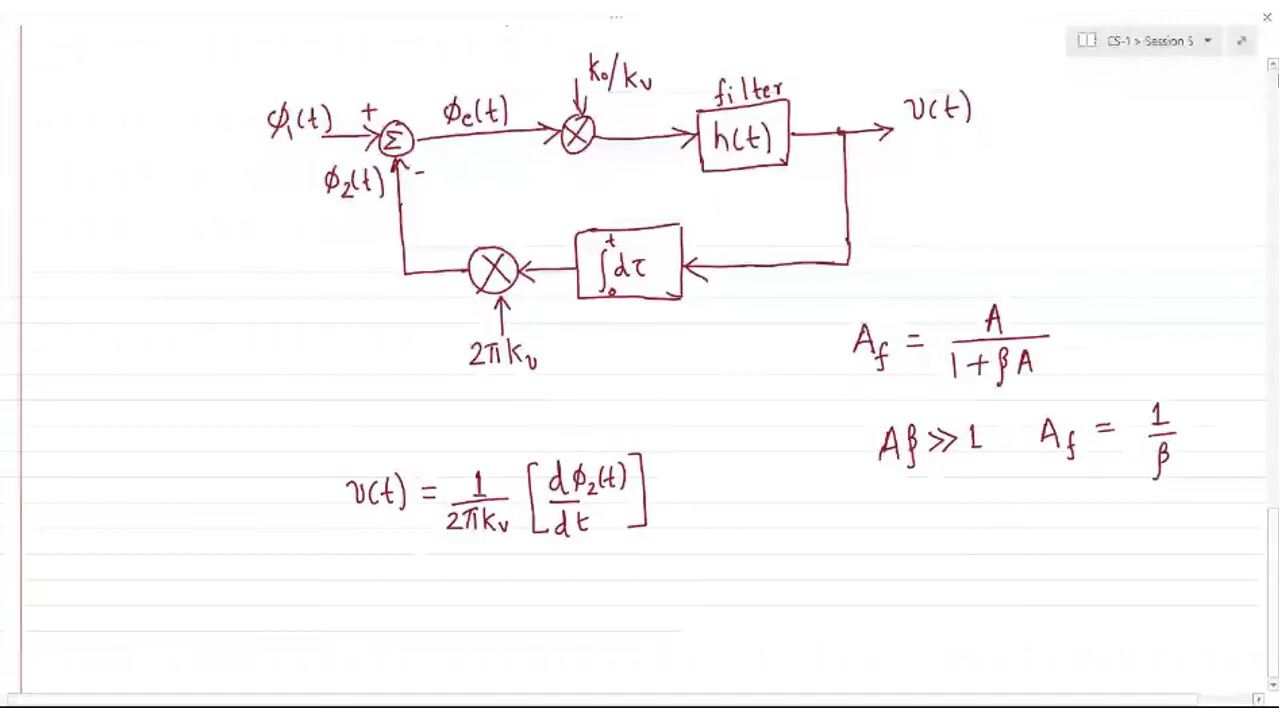 CS-1 > Session 5
k₀/kᵥ
filter
ϕ₁(t) + Σ ϕₑ(t) × h(t) v(t)
ϕ₂(t) -
× ∫₀ᵗ dτ
2πkᵥ
A_f = A / (1 + βA)
Aβ >> 1 A_f = 1/β
v(t) = 1/(2πkᵥ) [dϕ₂(t)/dt]